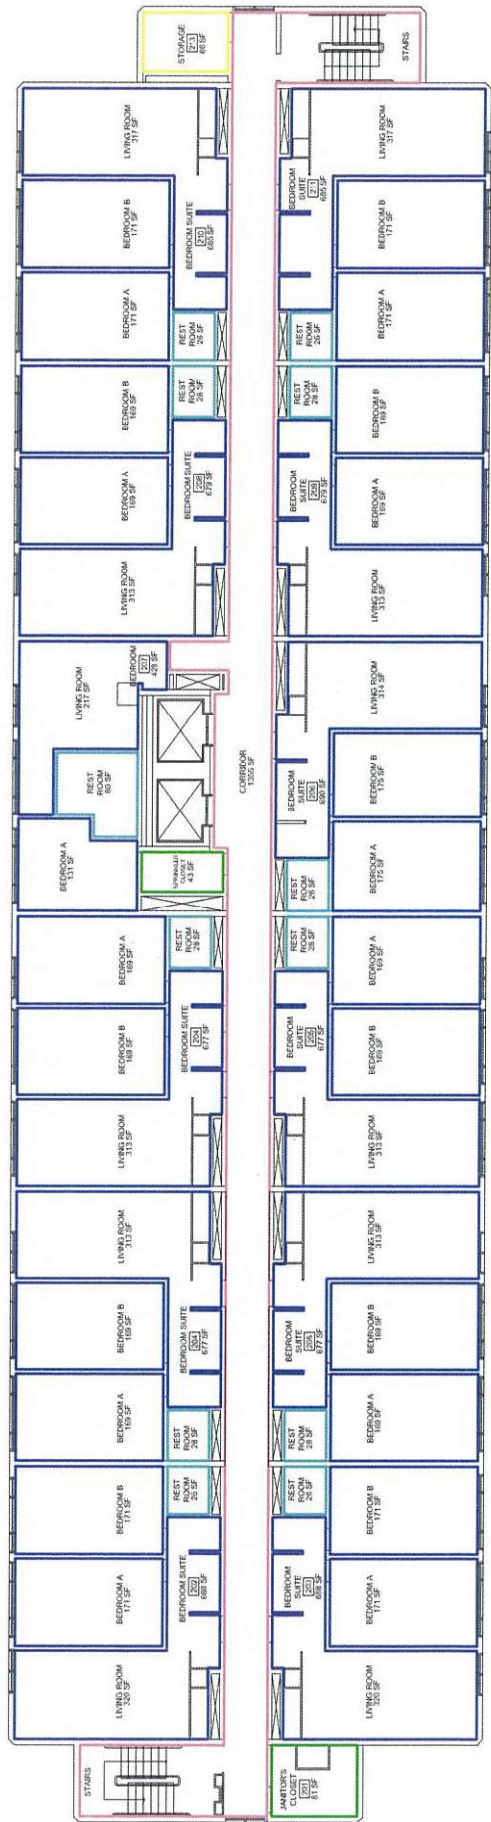 STORAGE
213
66 SF
STAIRS
LIVING ROOM
317 SF
BEDROOM B
171 SF
BEDROOM SUITE
210
685 SF
BEDROOM A
171 SF
REST
ROOM
26 SF
BEDROOM B
169 SF
REST
ROOM
28 SF
BEDROOM A
169 SF
BEDROOM SUITE
208
679 SF
LIVING ROOM
313 SF
LIVING ROOM
217 SF
BEDROOM
207
428 SF
REST
ROOM
80 SF
BEDROOM A
131 SF
SPRINKLER
CLOSET
43 SF
BEDROOM A
169 SF
REST
ROOM
28 SF
BEDROOM B
169 SF
BEDROOM SUITE
204
677 SF
LIVING ROOM
313 SF
LIVING ROOM
313 SF
BEDROOM B
169 SF
BEDROOM SUITE
204
677 SF
BEDROOM A
169 SF
REST
ROOM
26 SF
BEDROOM B
171 SF
REST
ROOM
25 SF
BEDROOM A
171 SF
BEDROOM SUITE
202
688 SF
LIVING ROOM
320 SF
STAIRS
CORRIDOR
1355 SF
LIVING ROOM
317 SF
BEDROOM
SUITE
211
685 SF
BEDROOM B
171 SF
BEDROOM A
171 SF
REST
ROOM
25 SF
REST
ROOM
28 SF
BEDROOM B
169 SF
BEDROOM
SUITE
209
679 SF
BEDROOM A
169 SF
LIVING ROOM
313 SF
LIVING ROOM
314 SF
BEDROOM
SUITE
206
690 SF
BEDROOM B
175 SF
BEDROOM A
175 SF
REST
ROOM
26 SF
REST
ROOM
26 SF
BEDROOM A
169 SF
BEDROOM
SUITE
205
677 SF
BEDROOM B
169 SF
LIVING ROOM
313 SF
LIVING ROOM
313 SF
BEDROOM
SUITE
205
677 SF
BEDROOM B
169 SF
BEDROOM A
169 SF
REST
ROOM
28 SF
REST
ROOM
26 SF
BEDROOM B
171 SF
BEDROOM
SUITE
203
BEDROOM A
171 SF
LIVING ROOM
320 SF
JANITOR'S
CLOSET
201
81 SF